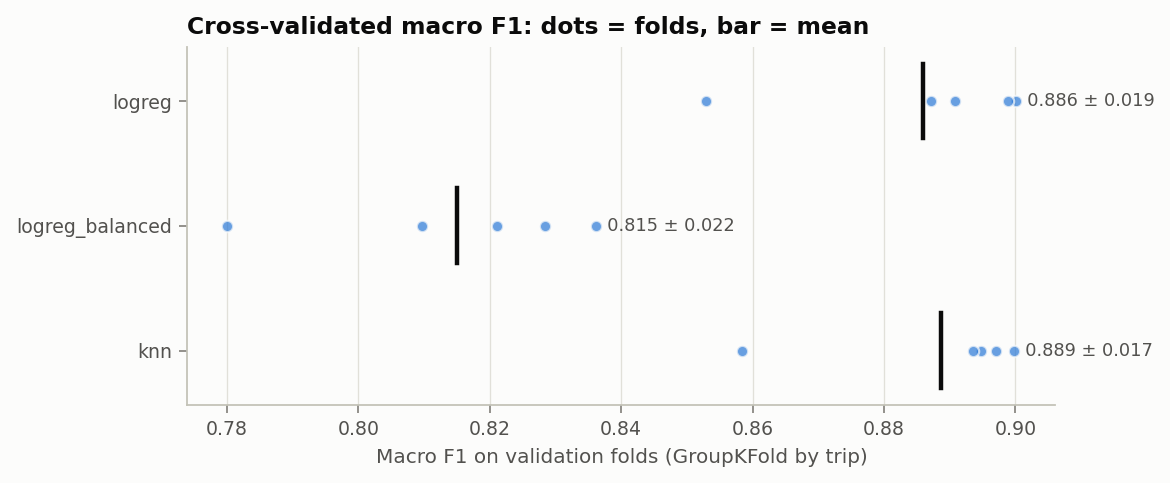 Cross-validated macro F1: dots = folds, bar = mean
logreg
0.886 ± 0.019
logreg_balanced
0.815 ± 0.022
knn
0.889 ± 0.017
0.78 0.80 0.82 0.84 0.86 0.88 0.90
Macro F1 on validation folds (GroupKFold by trip)